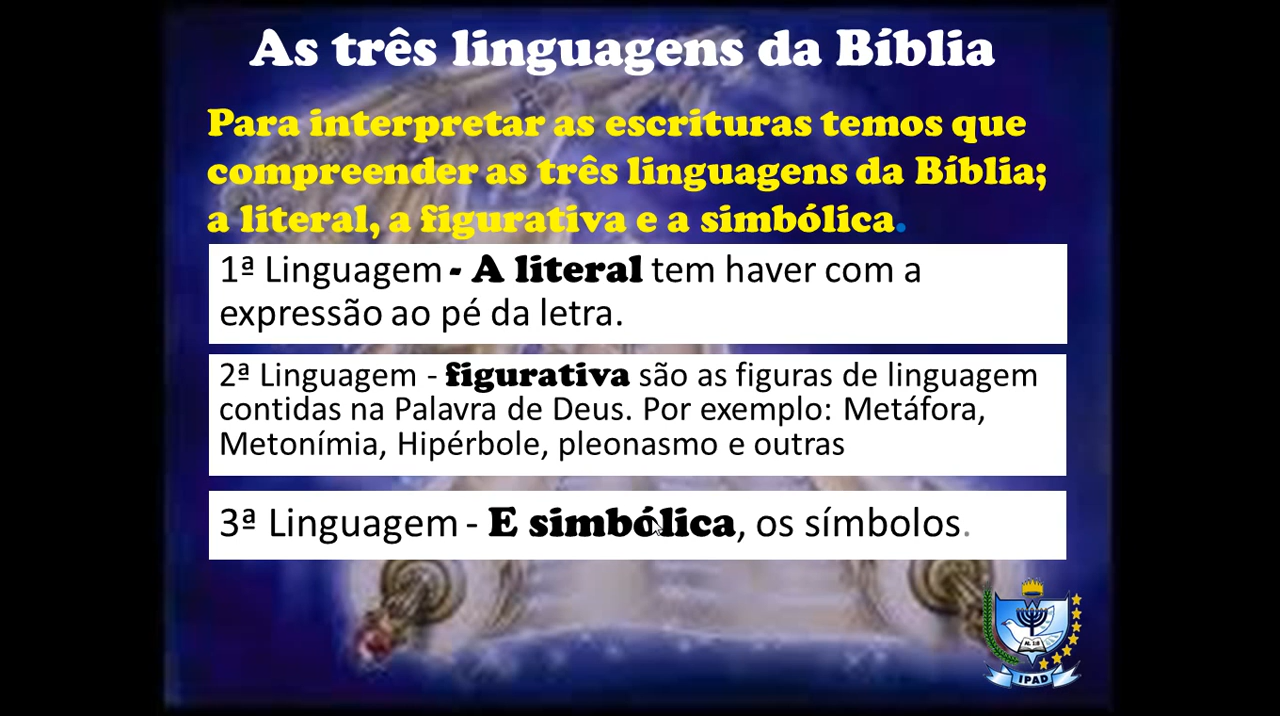 As três linguagens da Bíblia
Para interpretar as escrituras temos que
compreender as três linguagens da Bíblia;
a literal, a figurativa e a simbólica.
1ª Linguagem - A literal tem haver com a
expressão ao pé da letra.
2ª Linguagem - figurativa são as figuras de linguagem
contidas na Palavra de Deus. Por exemplo: Metáfora,
Metonímia, Hipérbole, pleonasmo e outras
3ª Linguagem - E simbólica, os símbolos.
IPAD